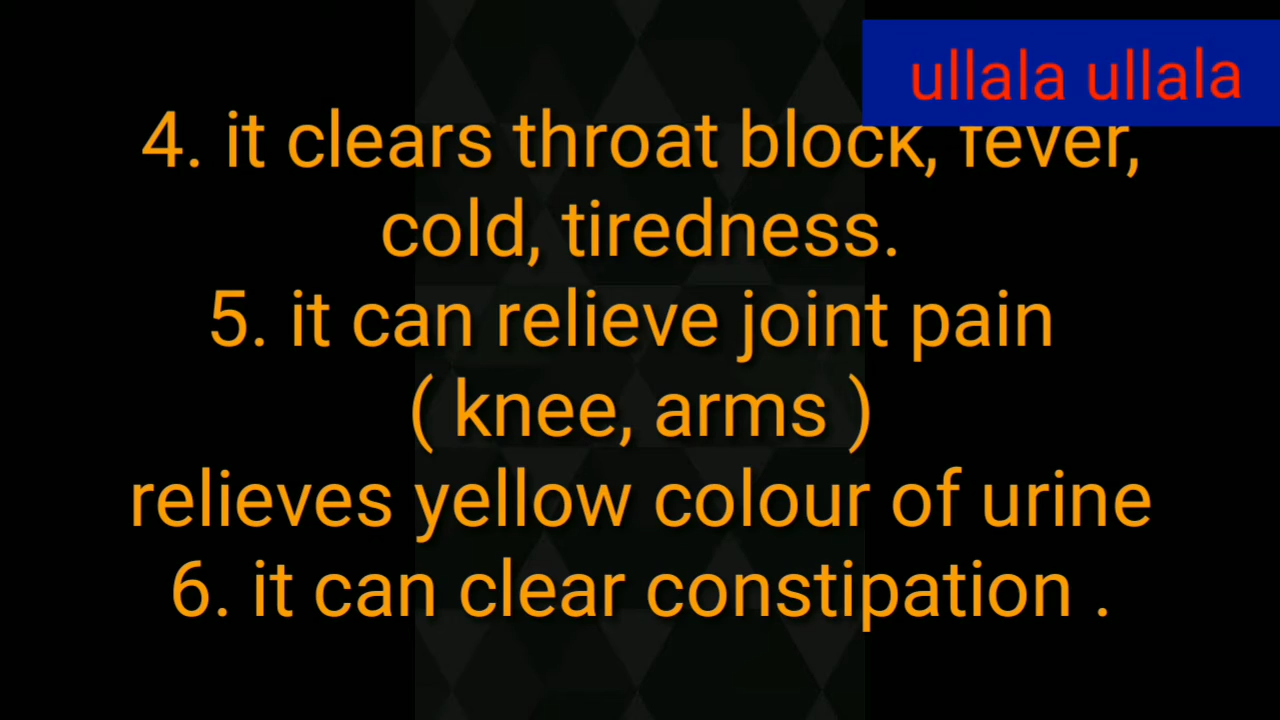 ullala ullala
4. it clears throat block, fever,
cold, tiredness.
5. it can relieve joint pain
( knee, arms )
relieves yellow colour of urine
6. it can clear constipation .